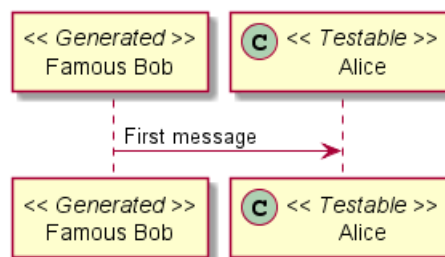 << Generated >>
Famous Bob
C << Testable >>
Alice
First message
<< Generated >>
Famous Bob
C << Testable >>
Alice